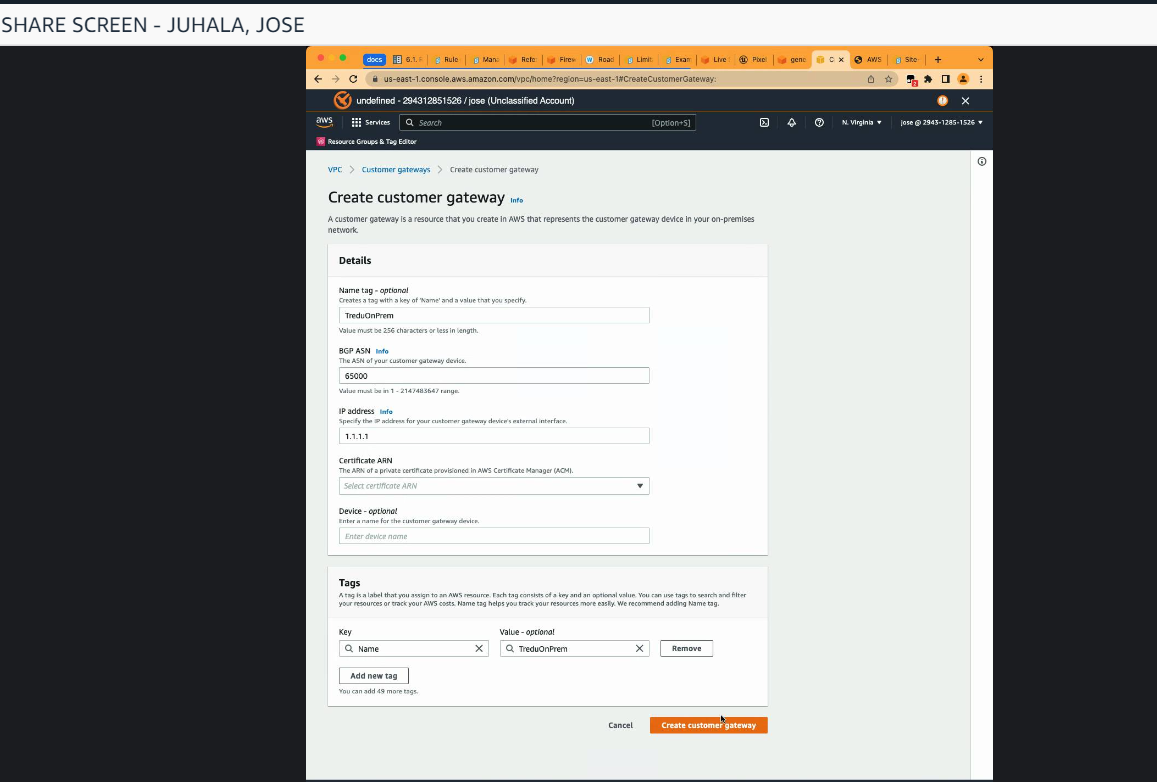 SHARE SCREEN - JUHALA, JOSE
docs 6.1. Rule Man Refe Firew Road Limit Exam Live Pixel gene C AWS Site-
us-east-1.console.aws.amazon.com/vpc/home?region=us-east-1#CreateCustomerGateway:
undefined - 294312851526 / jose (Unclassified Account)
aws Services Search [Option+S] N. Virginia jose @ 2943-1285-1526
Resource Groups & Tag Editor
VPC > Customer gateways > Create customer gateway
Create customer gateway Info
A customer gateway is a resource that you create in AWS that represents the customer gateway device in your on-premises
network.
Details
Name tag - optional
Creates a tag with a key of 'Name' and a value that you specify.
TreduOnPrem
Value must be 256 characters or less in length.
BGP ASN Info
The ASN of your customer gateway device.
65000
Value must be in 1 - 2147483647 range.
IP address Info
Specify the IP address for your customer gateway device's external interface.
1.1.1.1
Certificate ARN
The ARN of a private certificate provisioned in AWS Certificate Manager (ACM).
Select certificate ARN
Device - optional
Enter a name for the customer gateway device.
Enter device name
Tags
A tag is a label that you assign to an AWS resource. Each tag consists of a key and an optional value. You can use tags to search and filter
your resources or track your AWS costs. Name tag helps you track your resources more easily. We recommend adding Name tag.
Key Value - optional
Name TreduOnPrem Remove
Add new tag
You can add 49 more tags.
Cancel Create customer gateway